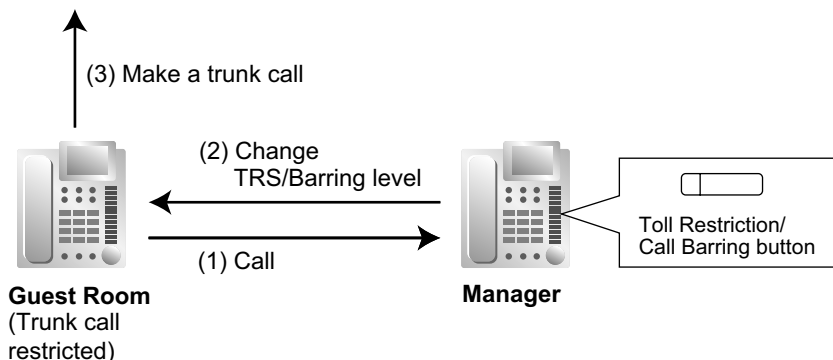 (3) Make a trunk call
(2) Change
TRS/Barring level
(1) Call
Toll Restriction/
Call Barring button
Guest Room
(Trunk call
restricted)
Manager